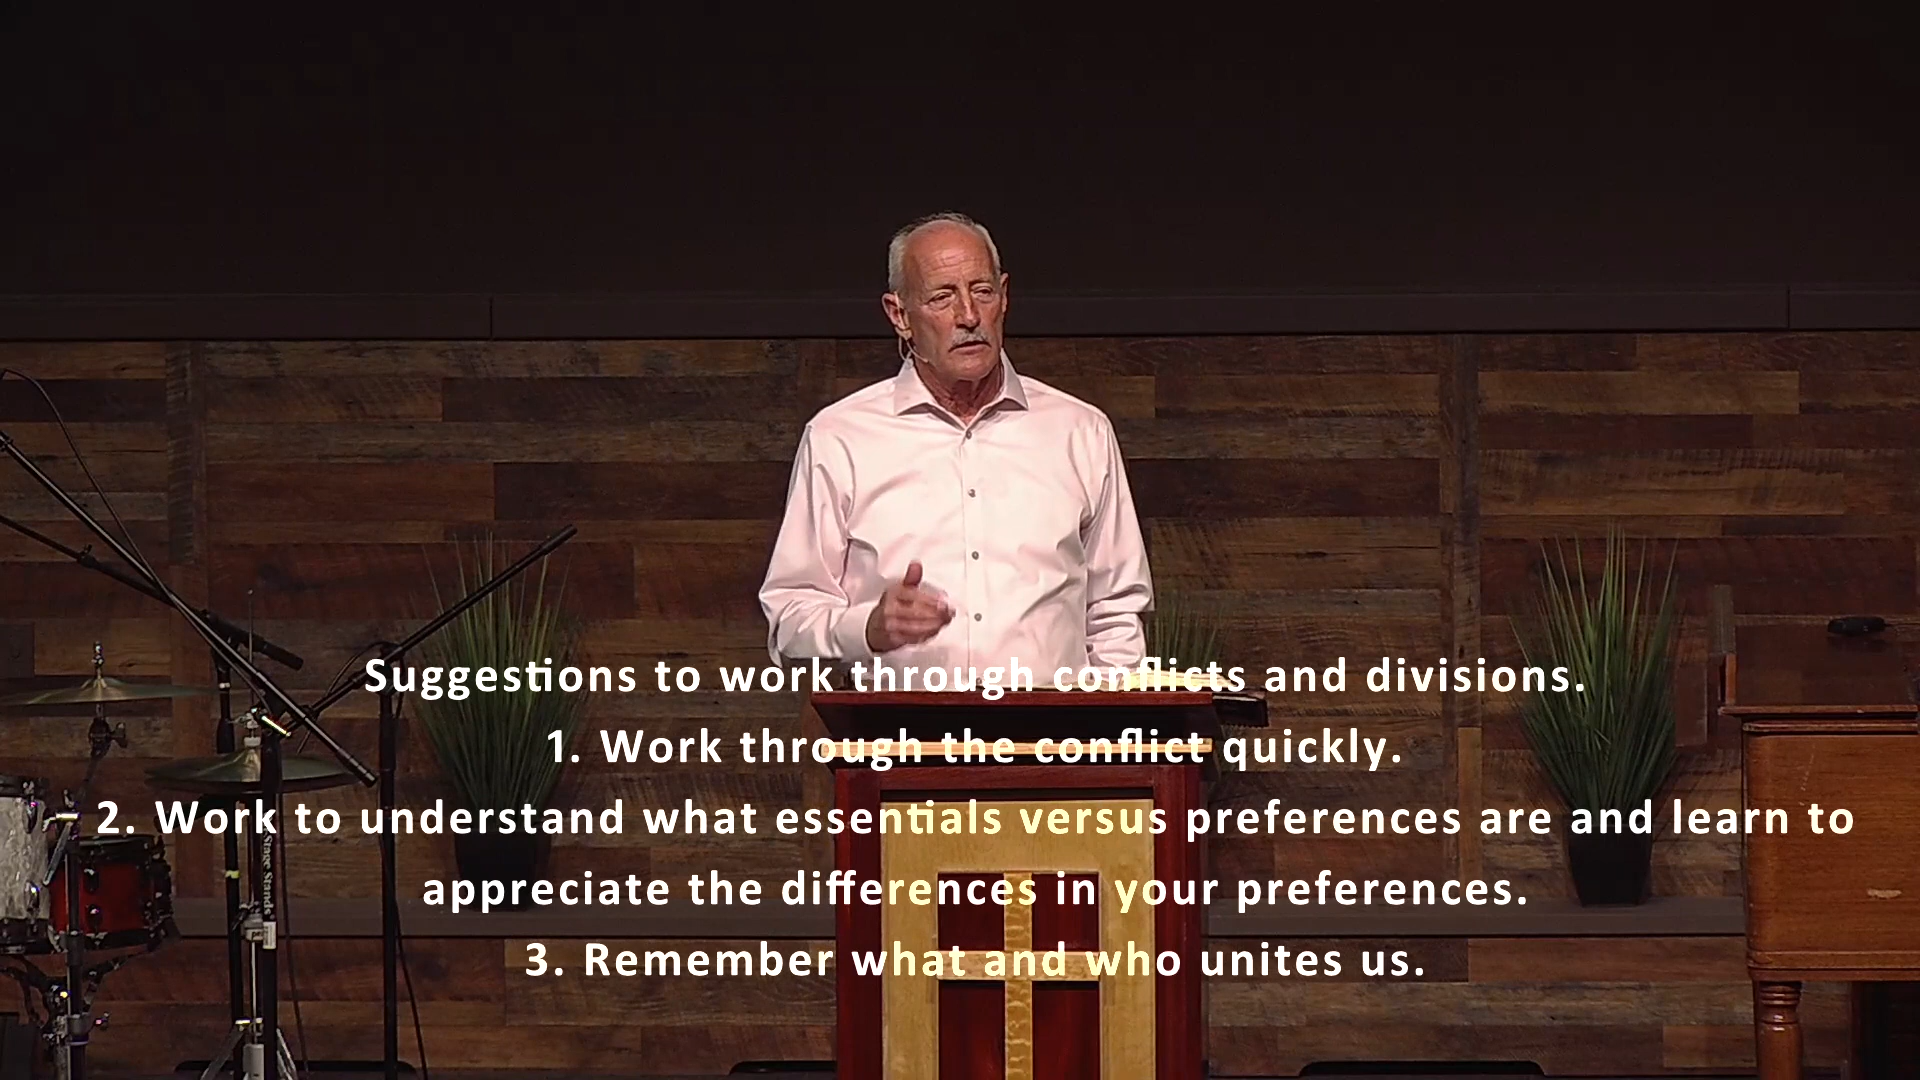 Suggestions to work through conflicts and divisions.
1. Work through the conflict quickly.
2. Work to understand what essentials versus preferences are and learn to
appreciate the differences in your preferences.
3. Remember what and who unites us.
Stage Stands